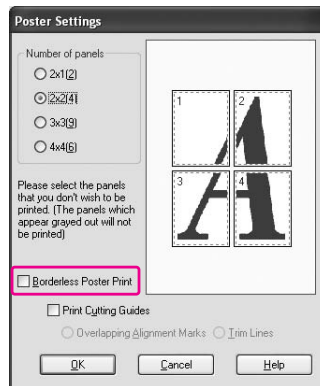 Poster Settings
Number of panels
2x1(2)
2x2(4)
3x3(9)
4x4(6)
1
2
3
4
Please select the panels
that you don't wish to be
printed. (The panels which
appear grayed out will not
be printed)
Borderless Poster Print
Print Cutting Guides
Overlapping Alignment Marks
Trim Lines
OK
Cancel
Help